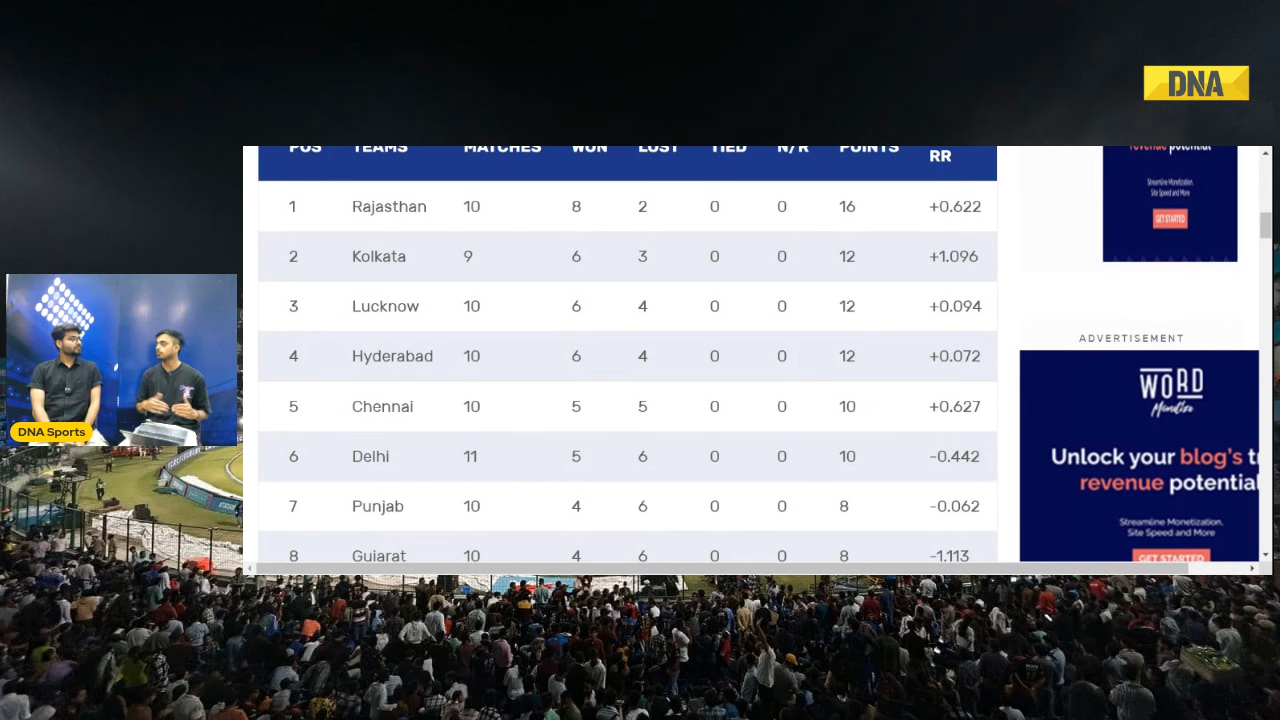 DNA
POS TEAMS MATCHES WON LOST TIED N/R POINTS RR
revenue potential
Streamline Monetization,
Site Speed and More
GET STARTED
1 Rajasthan 10 8 2 0 0 16 +0.622
2 Kolkata 9 6 3 0 0 12 +1.096
3 Lucknow 10 6 4 0 0 12 +0.094
4 Hyderabad 10 6 4 0 0 12 +0.072
5 Chennai 10 5 5 0 0 10 +0.627
6 Delhi 11 5 6 0 0 10 -0.442
7 Punjab 10 4 6 0 0 8 -0.062
8 Gujarat 10 4 6 0 0 8 -1.113
ADVERTISEMENT
WORD
Unlock your blog's
revenue potential
Streamline Monetization,
Site Speed and More
GET STARTED
DNA Sports